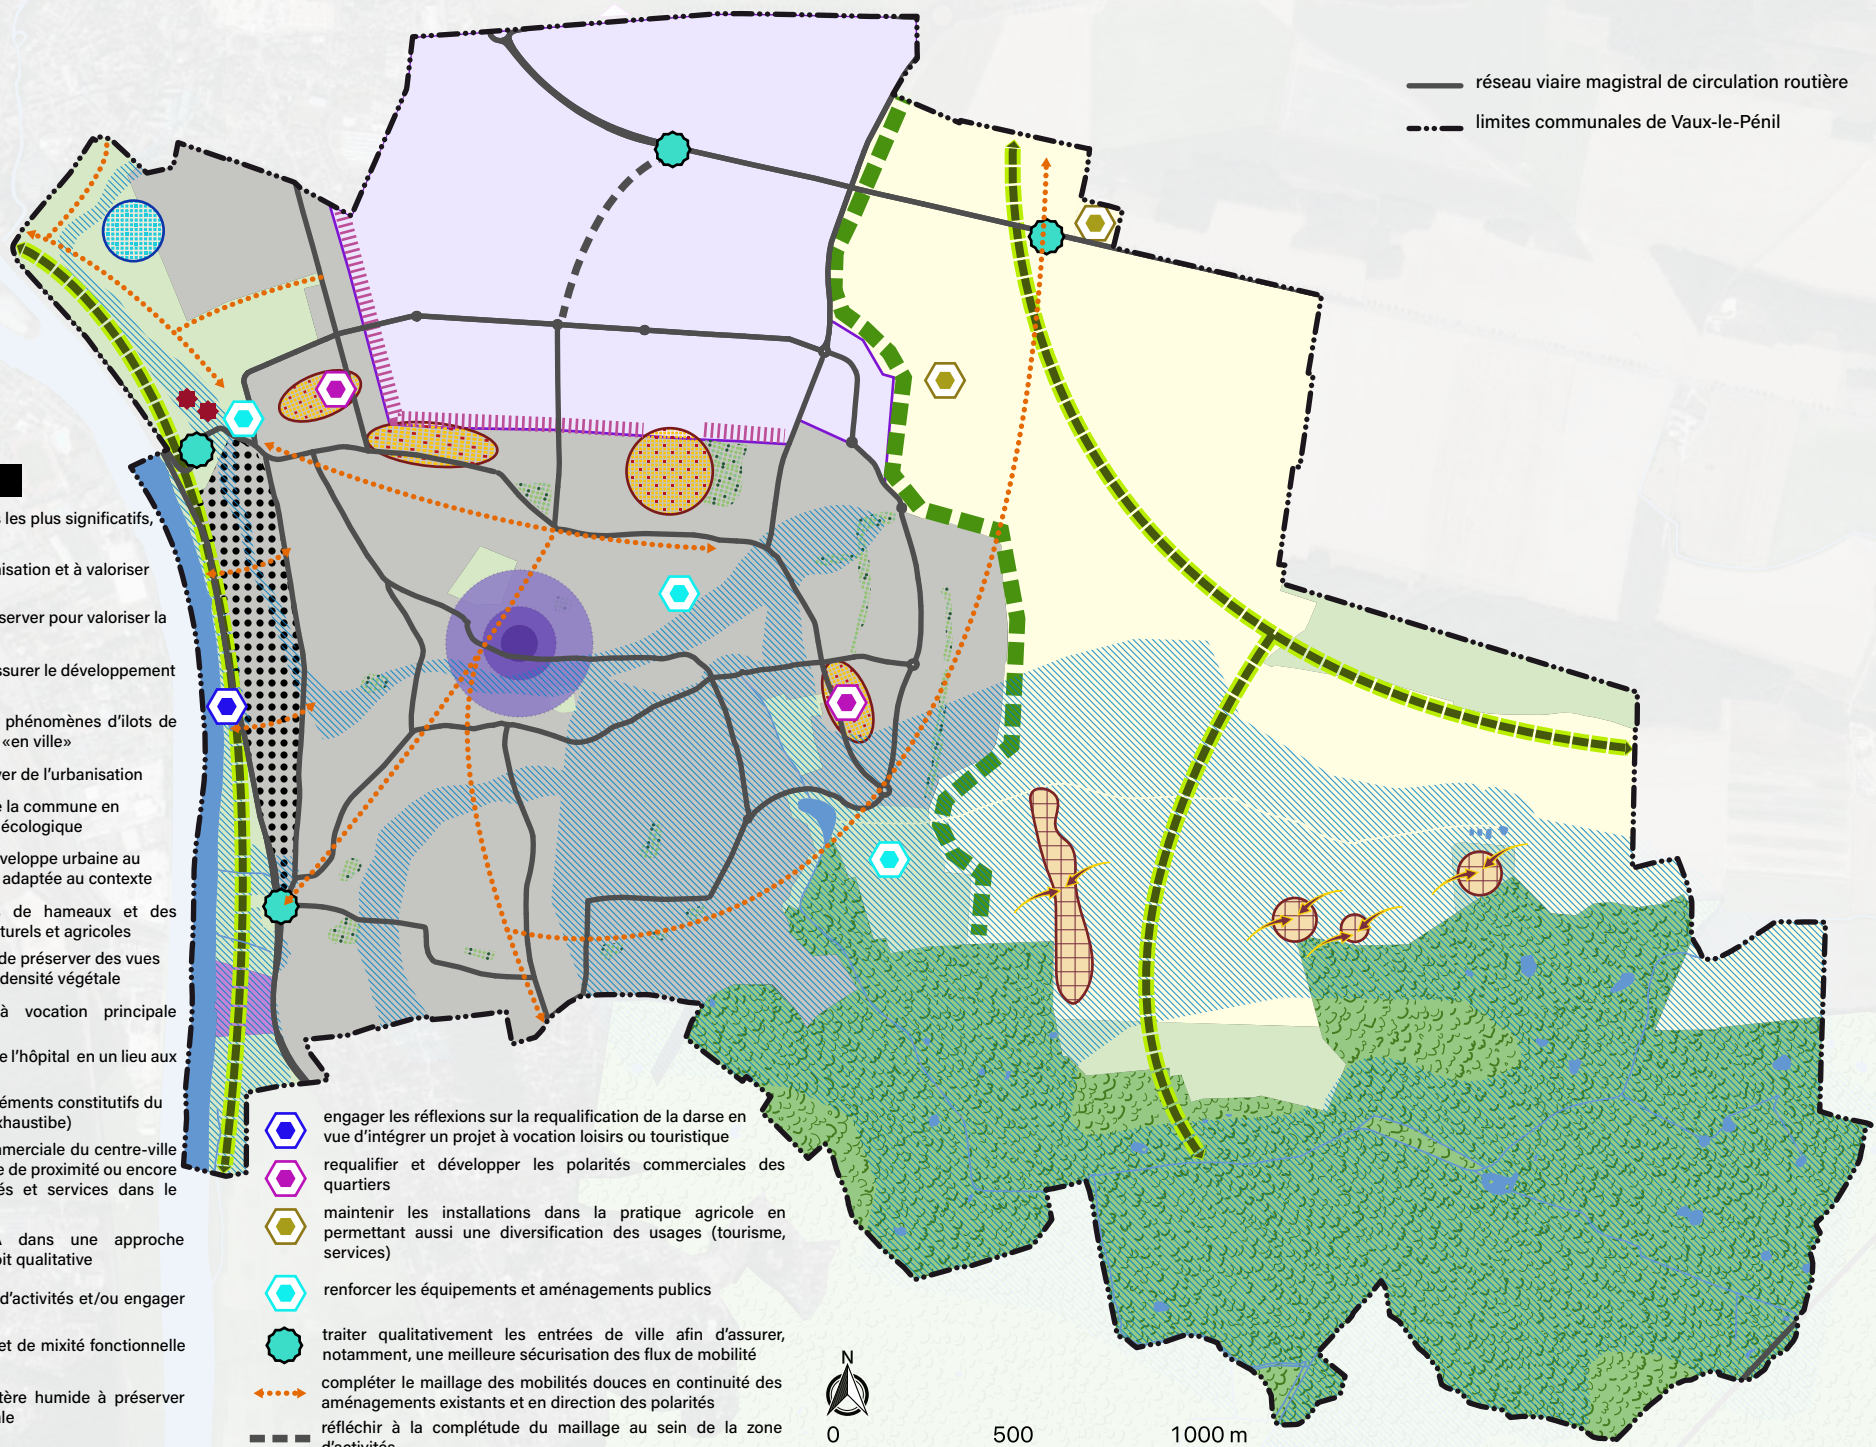 réseau viaire magistral de circulation routière
limites communales de Vaux-le-Pénil
les plus significatifs,
isation et à valoriser
server pour valoriser la
ssurer le développement
phénomènes d’ilots de
«en ville»
ver de l’urbanisation
e la commune en
écologique
veloppe urbaine au
adaptée au contexte
de hameaux et des
turels et agricoles
de préserver des vues
densité végétale
à vocation principale
e l’hôpital en un lieu aux
éments constitutifs du
xhaustibe)
mmerciale du centre-ville
e de proximité ou encore
és et services dans le
dans une approche
oit qualitative
d’activités et/ou engager
et de mixité fonctionnelle
tère humide à préserver
ale
engager les réflexions sur la requalification de la darse en
vue d’intégrer un projet à vocation loisirs ou touristique
requalifier et développer les polarités commerciales des
quartiers
maintenir les installations dans la pratique agricole en
permettant aussi une diversification des usages (tourisme,
services)
renforcer les équipements et aménagements publics
traiter qualitativement les entrées de ville afin d’assurer,
notamment, une meilleure sécurisation des flux de mobilité
compléter le maillage des mobilités douces en continuité des
aménagements existants et en direction des polarités
réfléchir à la complétude du maillage au sein de la zone
d’activités
N
0 500 1000 m